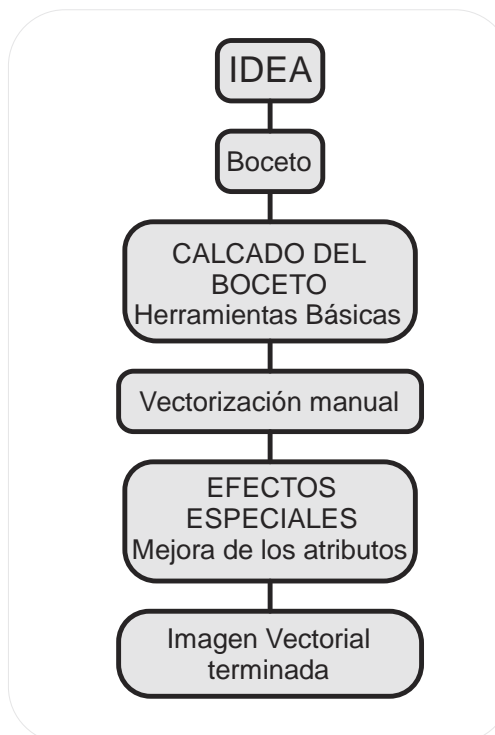 IDEA
Boceto
CALCADO DEL
BOCETO
Herramientas Básicas
Vectorización manual
EFECTOS
ESPECIALES
Mejora de los atributos
Imagen Vectorial
terminada